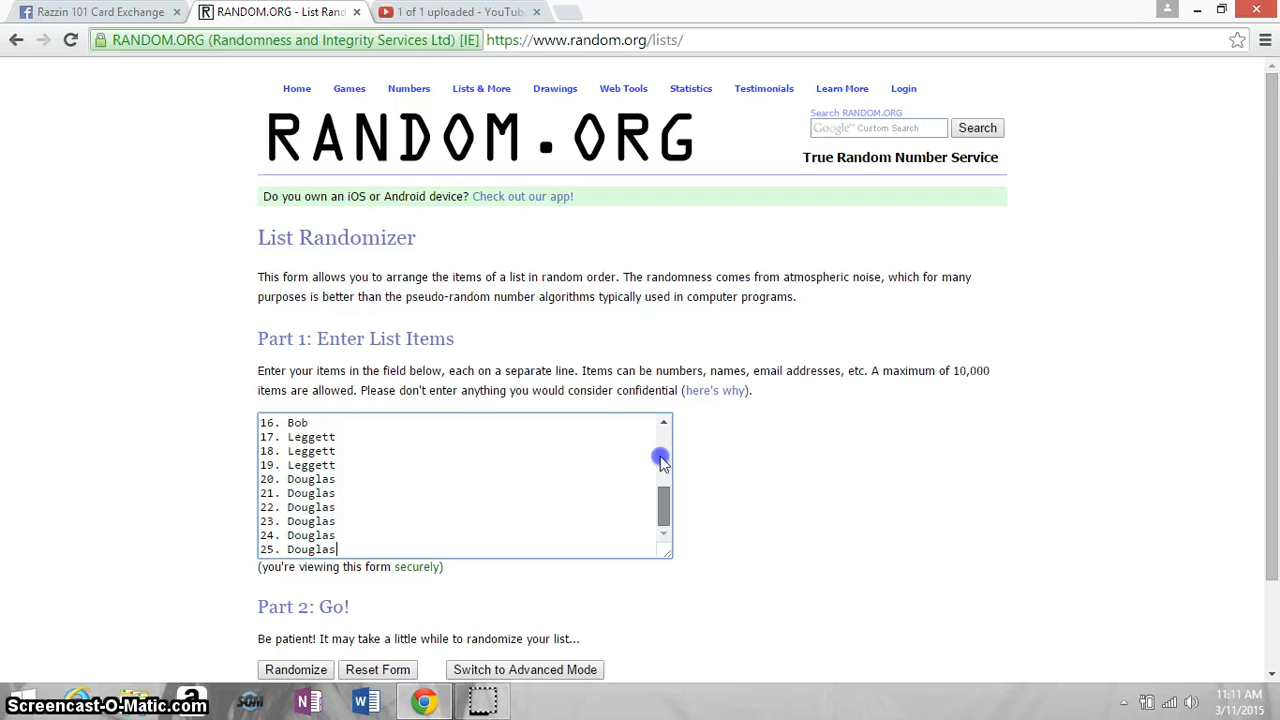 Razzin 101 Card Exchange
RANDOM.ORG - List Rand
1 of 1 uploaded - YouTub
RANDOM.ORG (Randomness and Integrity Services Ltd) [IE]
https://www.random.org/lists/
Home Games Numbers Lists & More Drawings Web Tools Statistics Testimonials Learn More Login
RANDOM.ORG
Search RANDOM.ORG
Google™ Custom Search
Search
True Random Number Service
Do you own an iOS or Android device? Check out our app!
List Randomizer
This form allows you to arrange the items of a list in random order. The randomness comes from atmospheric noise, which for many
purposes is better than the pseudo-random number algorithms typically used in computer programs.
Part 1: Enter List Items
Enter your items in the field below, each on a separate line. Items can be numbers, names, email addresses, etc. A maximum of 10,000
items are allowed. Please don't enter anything you would consider confidential (here's why).
16. Bob
17. Leggett
18. Leggett
19. Leggett
20. Douglas
21. Douglas
22. Douglas
23. Douglas
24. Douglas
25. Douglas
(you're viewing this form securely)
Part 2: Go!
Be patient! It may take a little while to randomize your list...
Randomize Reset Form Switch to Advanced Mode
Screencast-O-Matic.com
SOM
11:11 AM
3/11/2015